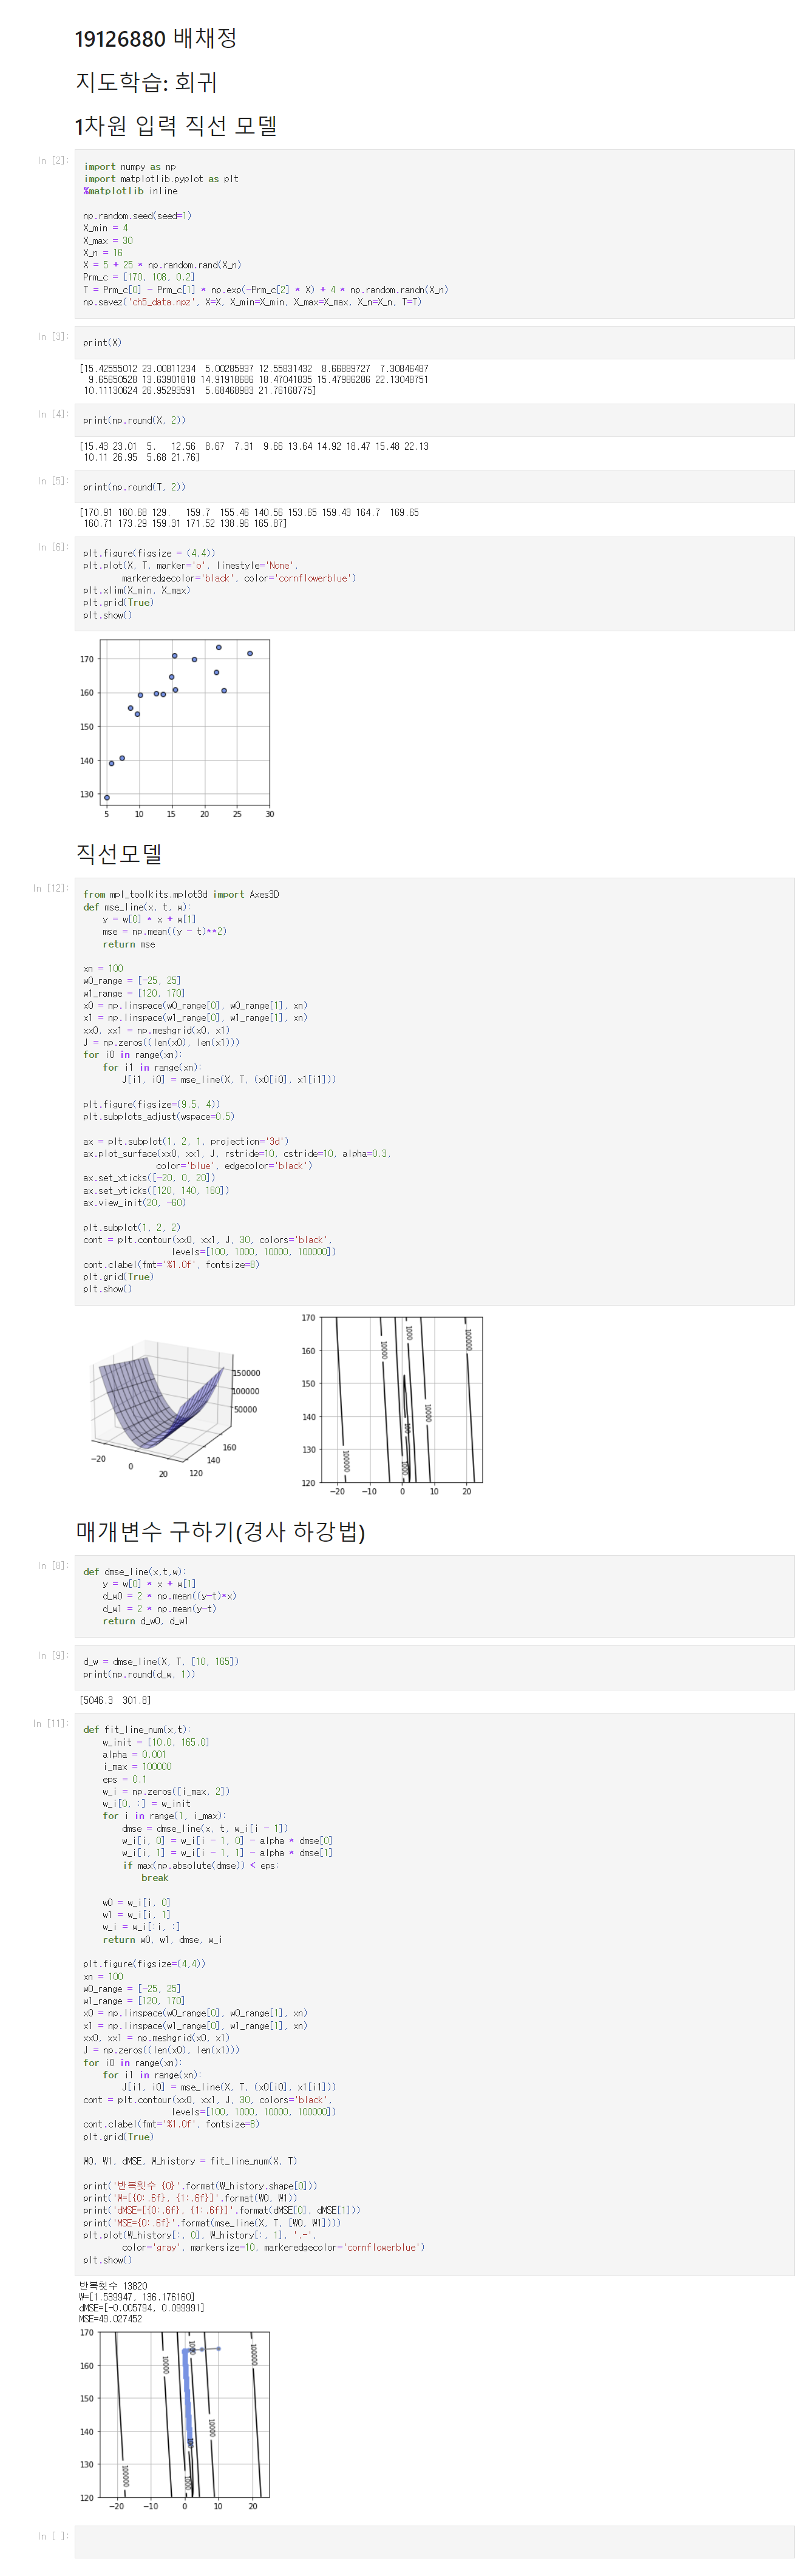 19126880 배채정
지도학습: 회귀
1차원 입력 직선 모델
In [2]:
import numpy as np
import matplotlib.pyplot as plt
%matplotlib inline
np.random.seed(seed=1)
X_min = 4
X_max = 30
X_n = 16
X = 5 + 25 * np.random.rand(X_n)
Prm_c = [170, 108, 0.2]
T = Prm_c[0] - Prm_c[1] * np.exp(-Prm_c[2] * X) + 4 * np.random.randn(X_n)
np.savez('ch5_data.npz', X=X, X_min=X_min, X_max=X_max, X_n=X_n, T=T)
In [3]:
print(X)
[15.42555012 23.00811234  5.00285937 12.55831432  8.66889727  7.30846487
  9.65650528 13.63901818 14.91918686 18.47041835 15.47986286 22.13048751
 10.11130624 26.95293591  5.68468983 21.76168775]
In [4]:
print(np.round(X, 2))
[15.43 23.01  5.   12.56  8.67  7.31  9.66 13.64 14.92 18.47 15.48 22.13
 10.11 26.95  5.68 21.76]
In [5]:
print(np.round(T, 2))
[170.91 160.68 129.   159.7  155.46 140.56 153.65 159.43 164.7  169.65
 160.71 173.29 159.31 171.52 138.96 165.87]
In [6]:
plt.figure(figsize = (4,4))
plt.plot(X, T, marker='o', linestyle='None',
        markeredgecolor='black', color='cornflowerblue')
plt.xlim(X_min, X_max)
plt.grid(True)
plt.show()
170
160
150
140
130
5 10 15 20 25 30
직선모델
In [12]:
from mpl_toolkits.mplot3d import Axes3D
def mse_line(x, t, w):
    y = w[0] * x + w[1]
    mse = np.mean((y - t)**2)
    return mse
xn = 100
w0_range = [-25, 25]
w1_range = [120, 170]
x0 = np.linspace(w0_range[0], w0_range[1], xn)
x1 = np.linspace(w1_range[0], w1_range[1], xn)
xx0, xx1 = np.meshgrid(x0, x1)
J = np.zeros((len(x0), len(x1)))
for i0 in range(xn):
    for i1 in range(xn):
        J[i1, i0] = mse_line(X, T, (x0[i0], x1[i1]))
plt.figure(figsize=(9.5, 4))
plt.subplots_adjust(wspace=0.5)
ax = plt.subplot(1, 2, 1, projection='3d')
ax.plot_surface(xx0, xx1, J, rstride=10, cstride=10, alpha=0.3,
               color='blue', edgecolor='black')
ax.set_xticks([-20, 0, 20])
ax.set_yticks([120, 140, 160])
ax.view_init(20, -60)
plt.subplot(1, 2, 2)
cont = plt.contour(xx0, xx1, J, 30, colors='black',
                  levels=[100, 1000, 10000, 100000])
cont.clabel(fmt='%1.0f', fontsize=8)
plt.grid(True)
plt.show()
150000
100000
50000
-20 0 20
120 140 160
170
160
150
140
130
120
-20 -10 0 10 20
100000 10000 1000 100 1000 10000 100000
매개변수 구하기(경사 하강법)
In [8]:
def dmse_line(x,t,w):
    y = w[0] * x + w[1]
    d_w0 = 2 * np.mean((y-t)*x)
    d_w1 = 2 * np.mean(y-t)
    return d_w0, d_w1
In [9]:
d_w = dmse_line(X, T, [10, 165])
print(np.round(d_w, 1))
[5046.3  301.8]
In [11]:
def fit_line_num(x,t):
    w_init = [10.0, 165.0]
    alpha = 0.001
    i_max = 100000
    eps = 0.1
    w_i = np.zeros([i_max, 2])
    w_i[0, :] = w_init
    for i in range(1, i_max):
        dmse = dmse_line(x, t, w_i[i - 1])
        w_i[i, 0] = w_i[i - 1, 0] - alpha * dmse[0]
        w_i[i, 1] = w_i[i - 1, 1] - alpha * dmse[1]
        if max(np.absolute(dmse)) < eps:
            break
    w0 = w_i[i, 0]
    w1 = w_i[i, 1]
    w_i = w_i[:i, :]
    return w0, w1, dmse, w_i
plt.figure(figsize=(4,4))
xn = 100
w0_range = [-25, 25]
w1_range = [120, 170]
x0 = np.linspace(w0_range[0], w0_range[1], xn)
x1 = np.linspace(w1_range[0], w1_range[1], xn)
xx0, xx1 = np.meshgrid(x0, x1)
J = np.zeros((len(x0), len(x1)))
for i0 in range(xn):
    for i1 in range(xn):
        J[i1, i0] = mse_line(X, T, (x0[i0], x1[i1]))
cont = plt.contour(xx0, xx1, J, 30, colors='black',
                  levels=[100, 1000, 10000, 100000])
cont.clabel(fmt='%1.0f', fontsize=8)
plt.grid(True)
W0, W1, dMSE, W_history = fit_line_num(X, T)
print('반복횟수 {0}'.format(W_history.shape[0]))
print('W=[{0:.6f}, {1:.6f}]'.format(W0, W1))
print('dMSE=[{0:.6f}, {1:.6f}]'.format(dMSE[0], dMSE[1]))
print('MSE={0:.6f}'.format(mse_line(X, T, [W0, W1])))
plt.plot(W_history[:, 0], W_history[:, 1], '.-',
        color='gray', markersize=10, markeredgecolor='cornflowerblue')
plt.show()
반복횟수 13820
W=[1.539947, 136.176160]
dMSE=[-0.005794, 0.099991]
MSE=49.027452
170
160
150
140
130
120
-20 -10 0 10 20
100000 10000 1000 10000 100000
In [ ]: